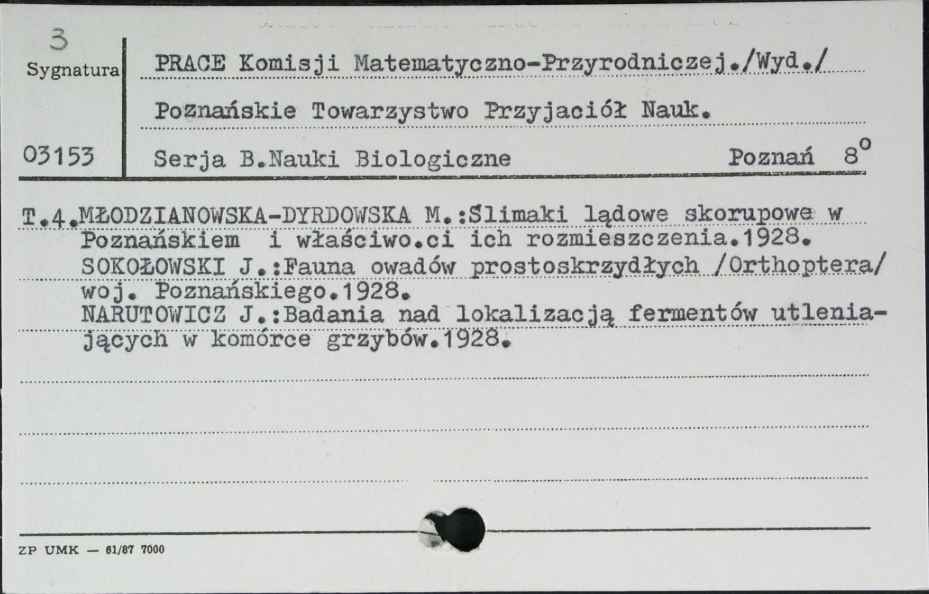 3
Sygnatura
PRACE Komisji Matematyczno-Przyrodniczej./Wyd./
Poznańskie Towarzystwo Przyjaciół Nauk.
03153
Serja B.Nauki Biologiczne Poznań 8°
T.4.MŁODZIANOWSKA-DYRDOWSKA M.:Ślimaki lądowe skorupowe w
Poznańskiem i właściwo.ci ich rozmieszczenia.1928.
SOKOŁOWSKI J.:Fauna owadów prostoskrzydłych /Orthoptera/
woj. Poznańskiego.1928.
NARUTOWICZ J.:Badania nad lokalizacją fermentów utlenia-
jących w komórce grzybów.1928.
ZP UMK — 61/87 7000